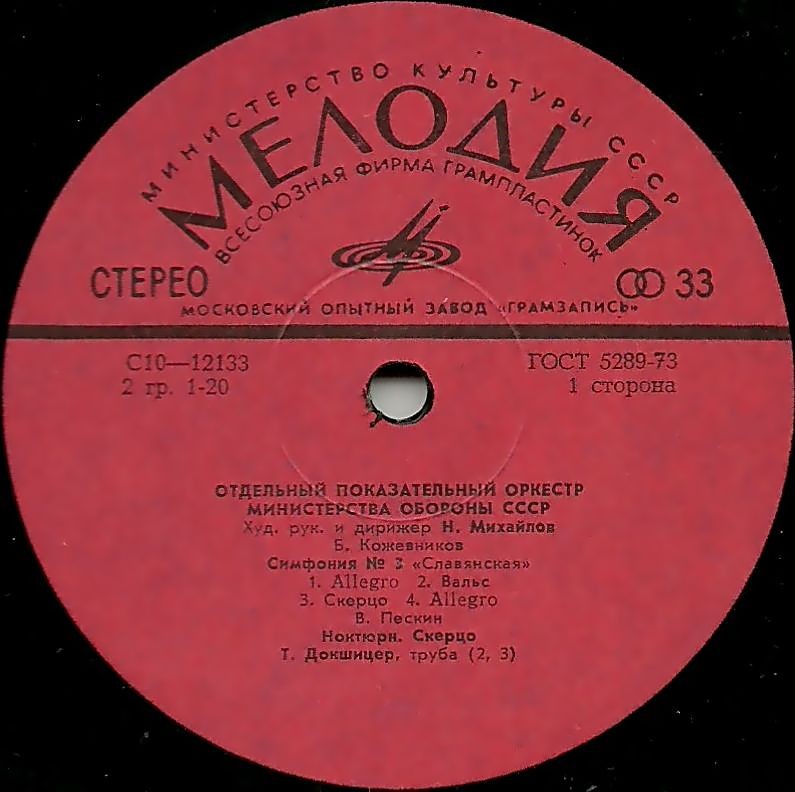 МИНИСТЕРСТВО КУЛЬТУРЫ СССР
МЕЛОДИЯ
ВСЕСОЮЗНАЯ ФИРМА ГРАМПЛАСТИНОК
СТЕРЕО
33
МОСКОВСКИЙ ОПЫТНЫЙ ЗАВОД «ГРАМЗАПИСЬ»
С10—12133
ГОСТ 5289-73
2 гр. 1-20
1 сторона
ОТДЕЛЬНЫЙ ПОКАЗАТЕЛЬНЫЙ ОРКЕСТР
МИНИСТЕРСТВА ОБОРОНЫ СССР
Худ. рук. и дирижер Н. Михайлов
Б. Кожевников
Симфония № 3 «Славянская»
1. Allegro 2. Вальс
3. Скерцо 4. Allegro
В. Пескин
Ноктюрн. Скерцо
Т. Докшицер, труба (2, 3)